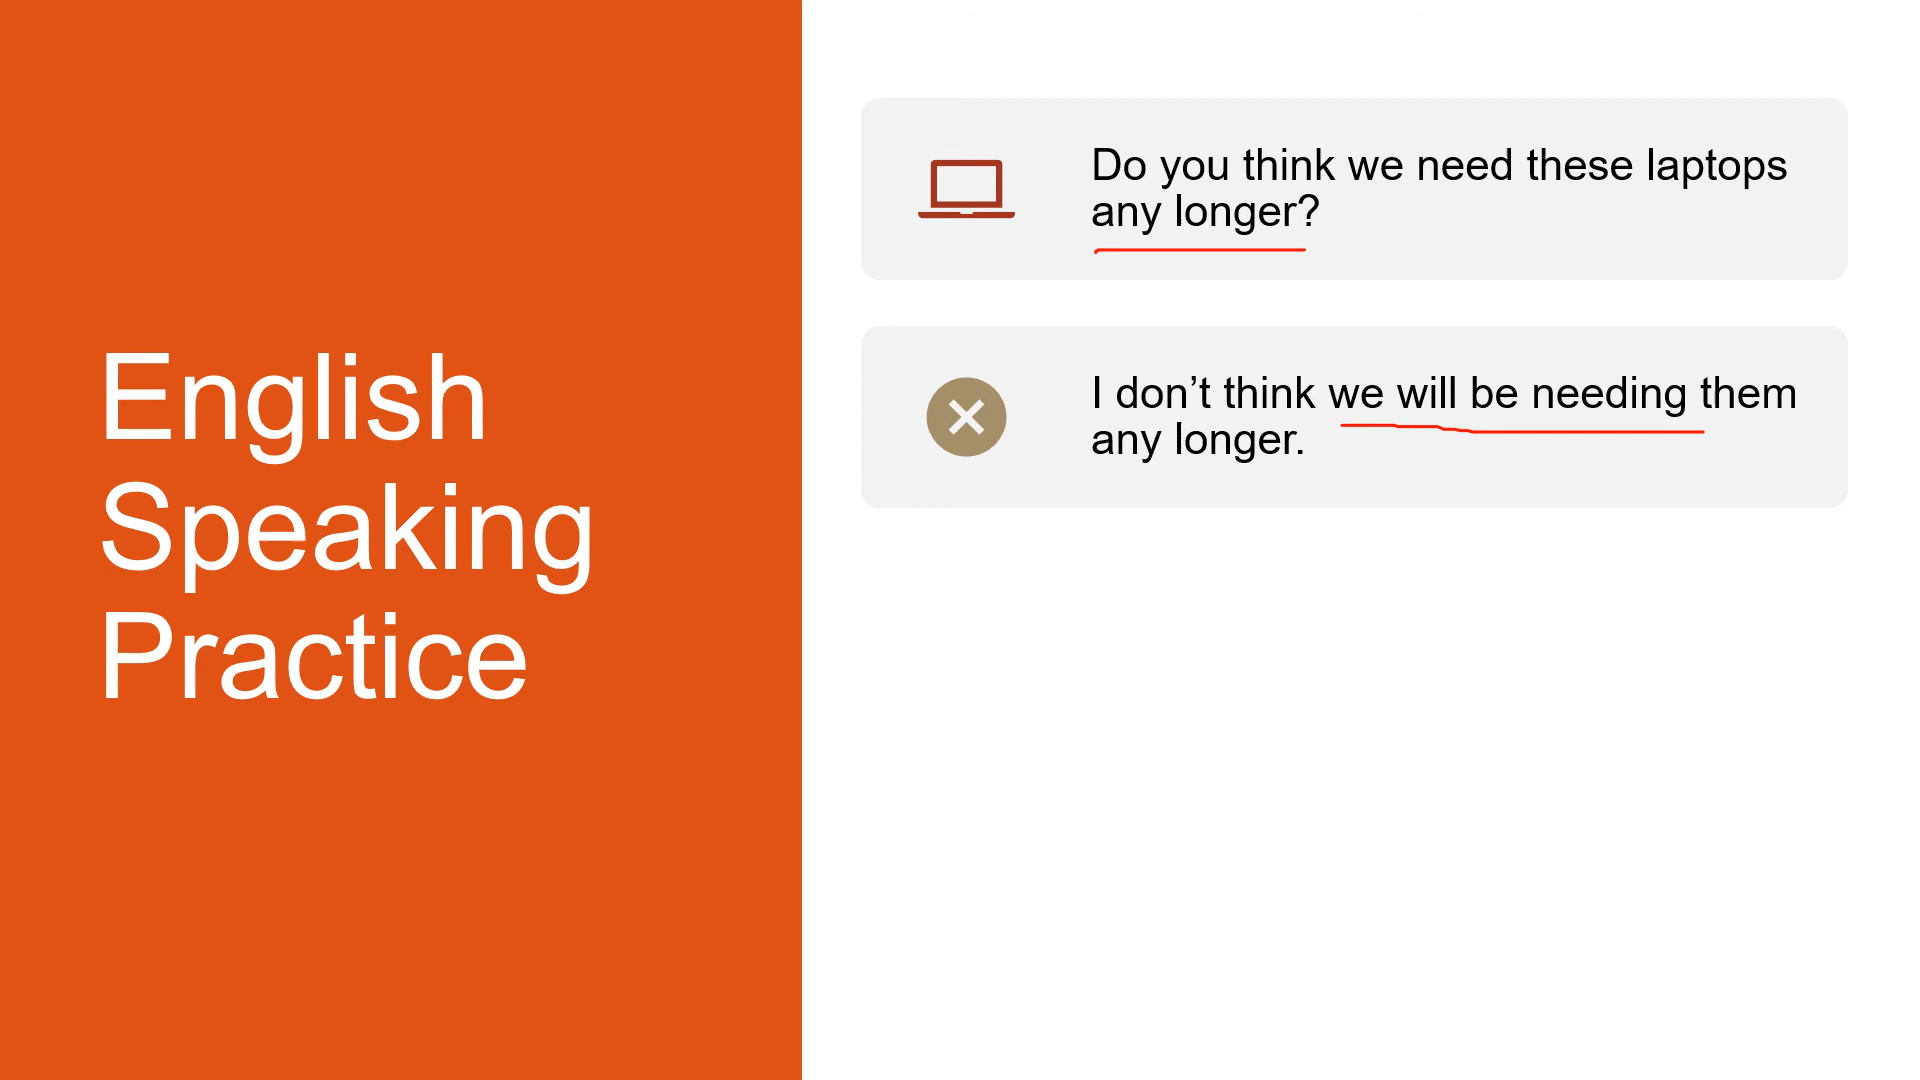 English
Speaking
Practice
Do you think we need these laptops
any longer?
I don’t think we will be needing them
any longer.